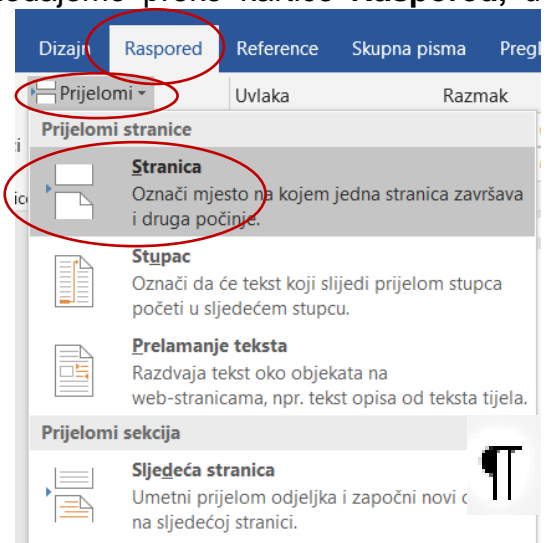 preko kartice Raspored,
Dizajn Raspored Reference Skupna pisma
Prijelomi Uvlaka Razmak
Prijelomi stranice
Stranica
Označi mjesto na kojem jedna stranica završava
i druga počinje.
Stupac
Označi da će tekst koji slijedi prijelom stupca
početi u sljedećem stupcu.
Prelamanje teksta
Razdvaja tekst oko objekata na
web-stranicama, npr. tekst opisa od teksta tijela.
Prijelomi sekcija
Sljedeća stranica
Umetni prijelom odjeljka i započni novi
na sljedećoj stranici.
¶